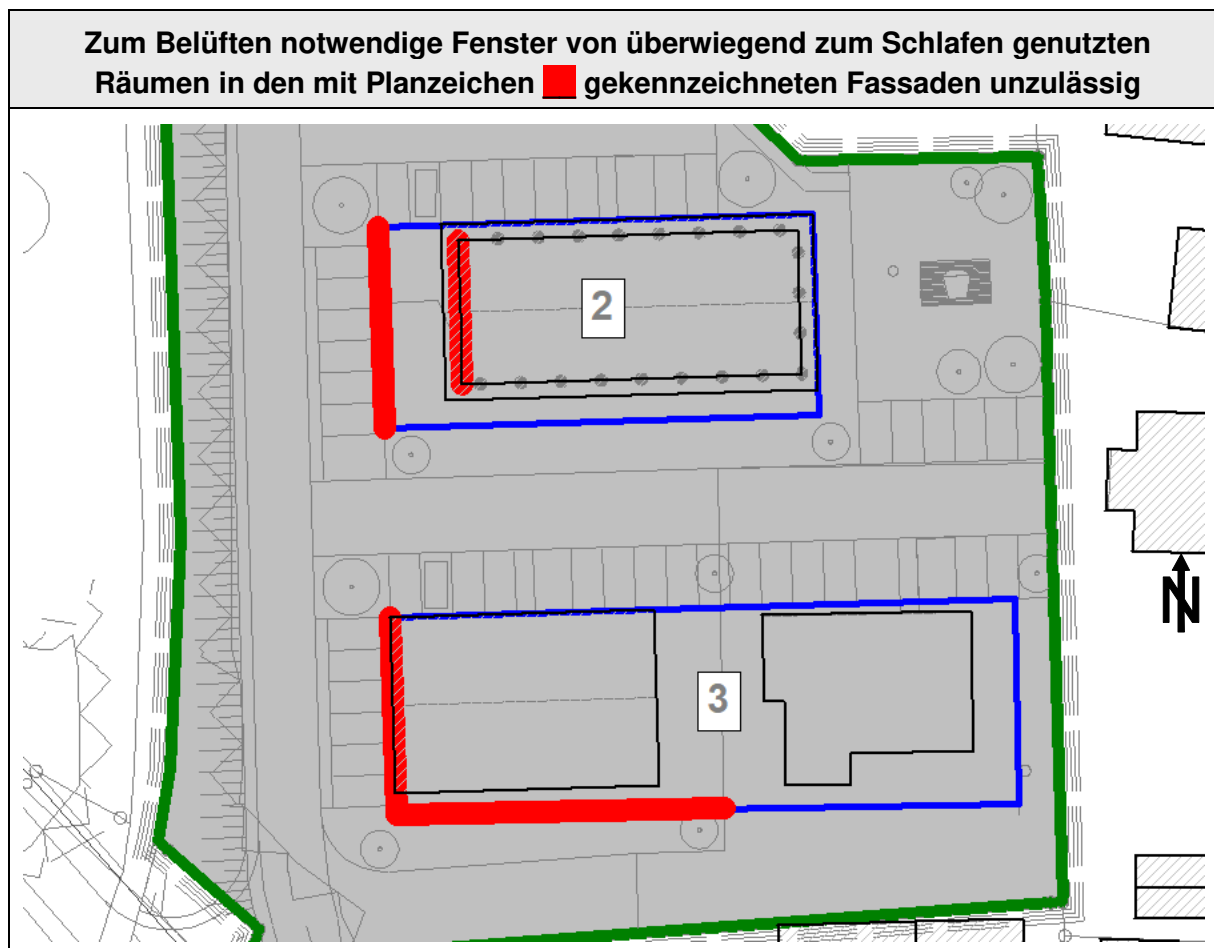 Zum Belüften notwendige Fenster von überwiegend zum Schlafen genutzten
Räumen in den mit Planzeichen gekennzeichneten Fassaden unzulässig
2
N
3